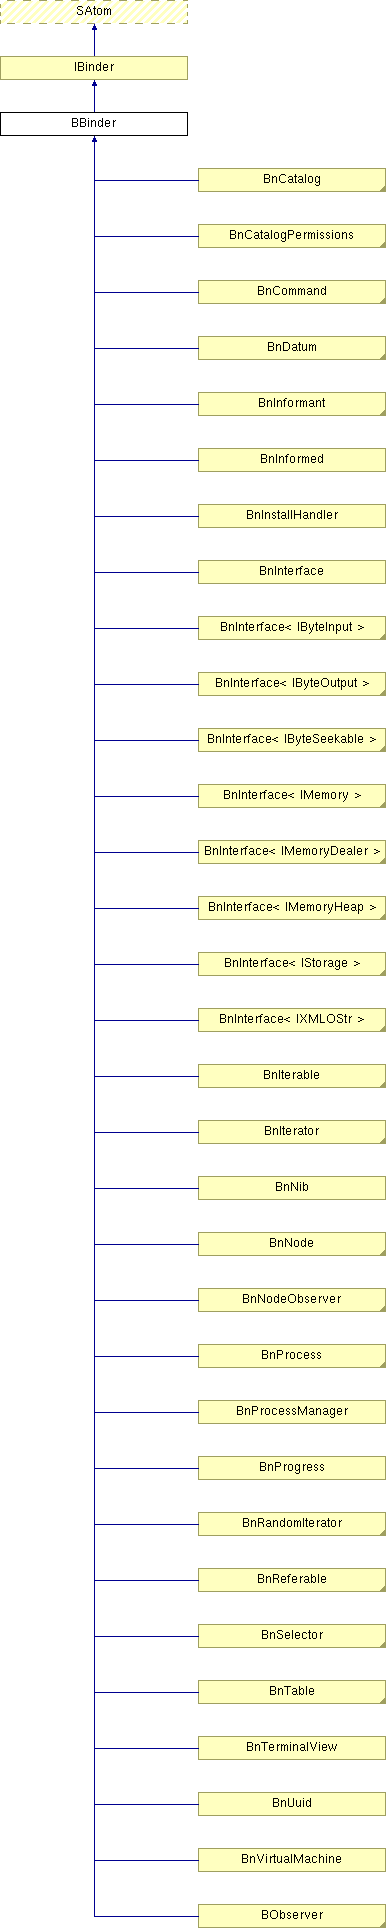 SAtom
IBinder
BBinder
BnCatalog
BnCatalogPermissions
BnCommand
BnDatum
BnInformant
BnInformed
BnInstallHandler
BnInterface
BnInterface< IByteInput >
BnInterface< IByteOutput >
BnInterface< IByteSeekable >
BnInterface< IMemory >
BnInterface< IMemoryDealer >
BnInterface< IMemoryHeap >
BnInterface< IStorage >
BnInterface< IXMLOStr >
BnIterable
BnIterator
BnNib
BnNode
BnNodeObserver
BnProcess
BnProcessManager
BnProgress
BnRandomIterator
BnReferable
BnSelector
BnTable
BnTerminalView
BnUuid
BnVirtualMachine
BObserver